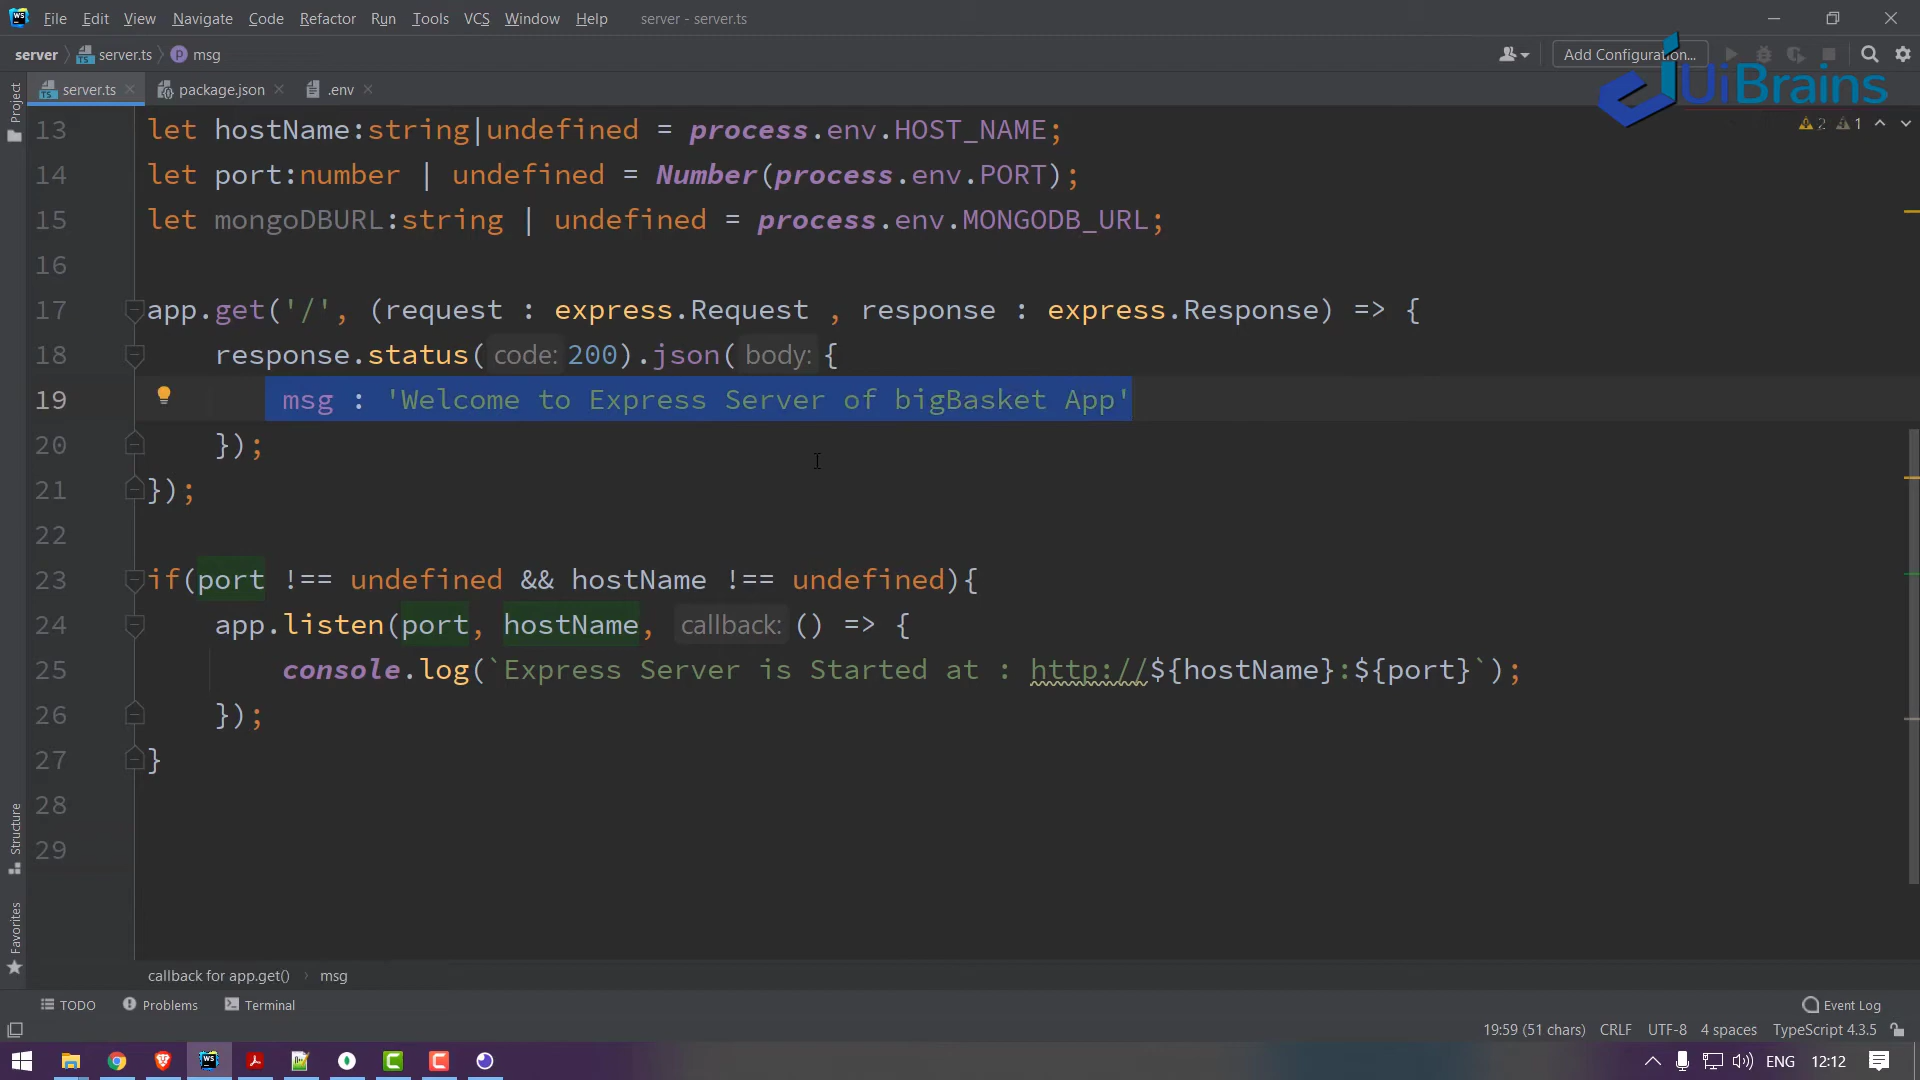 File Edit View Navigate Code Refactor Run Tools VCS Window Help server - server.ts
server server.ts msg Add Configuration...
UiBrains
server.ts package.json .env
2 1
13 let hostName:string|undefined = process.env.HOST_NAME;
14 let port:number | undefined = Number(process.env.PORT);
15 let mongoDBURL:string | undefined = process.env.MONGODB_URL;
16
17 app.get('/', (request : express.Request , response : express.Response) => {
18 response.status( code: 200).json( body: {
19 msg : 'Welcome to Express Server of bigBasket App'
20 });
21 });
22
23 if(port !== undefined && hostName !== undefined){
24 app.listen(port, hostName, callback: () => {
25 console.log(`Express Server is Started at : http://${hostName}:${port}`);
26 });
27 }
28
29
Project
Structure
Favorites
callback for app.get() msg
TODO Problems Terminal Event Log
19:59 (51 chars) CRLF UTF-8 4 spaces TypeScript 4.3.5
WS ENG 12:12